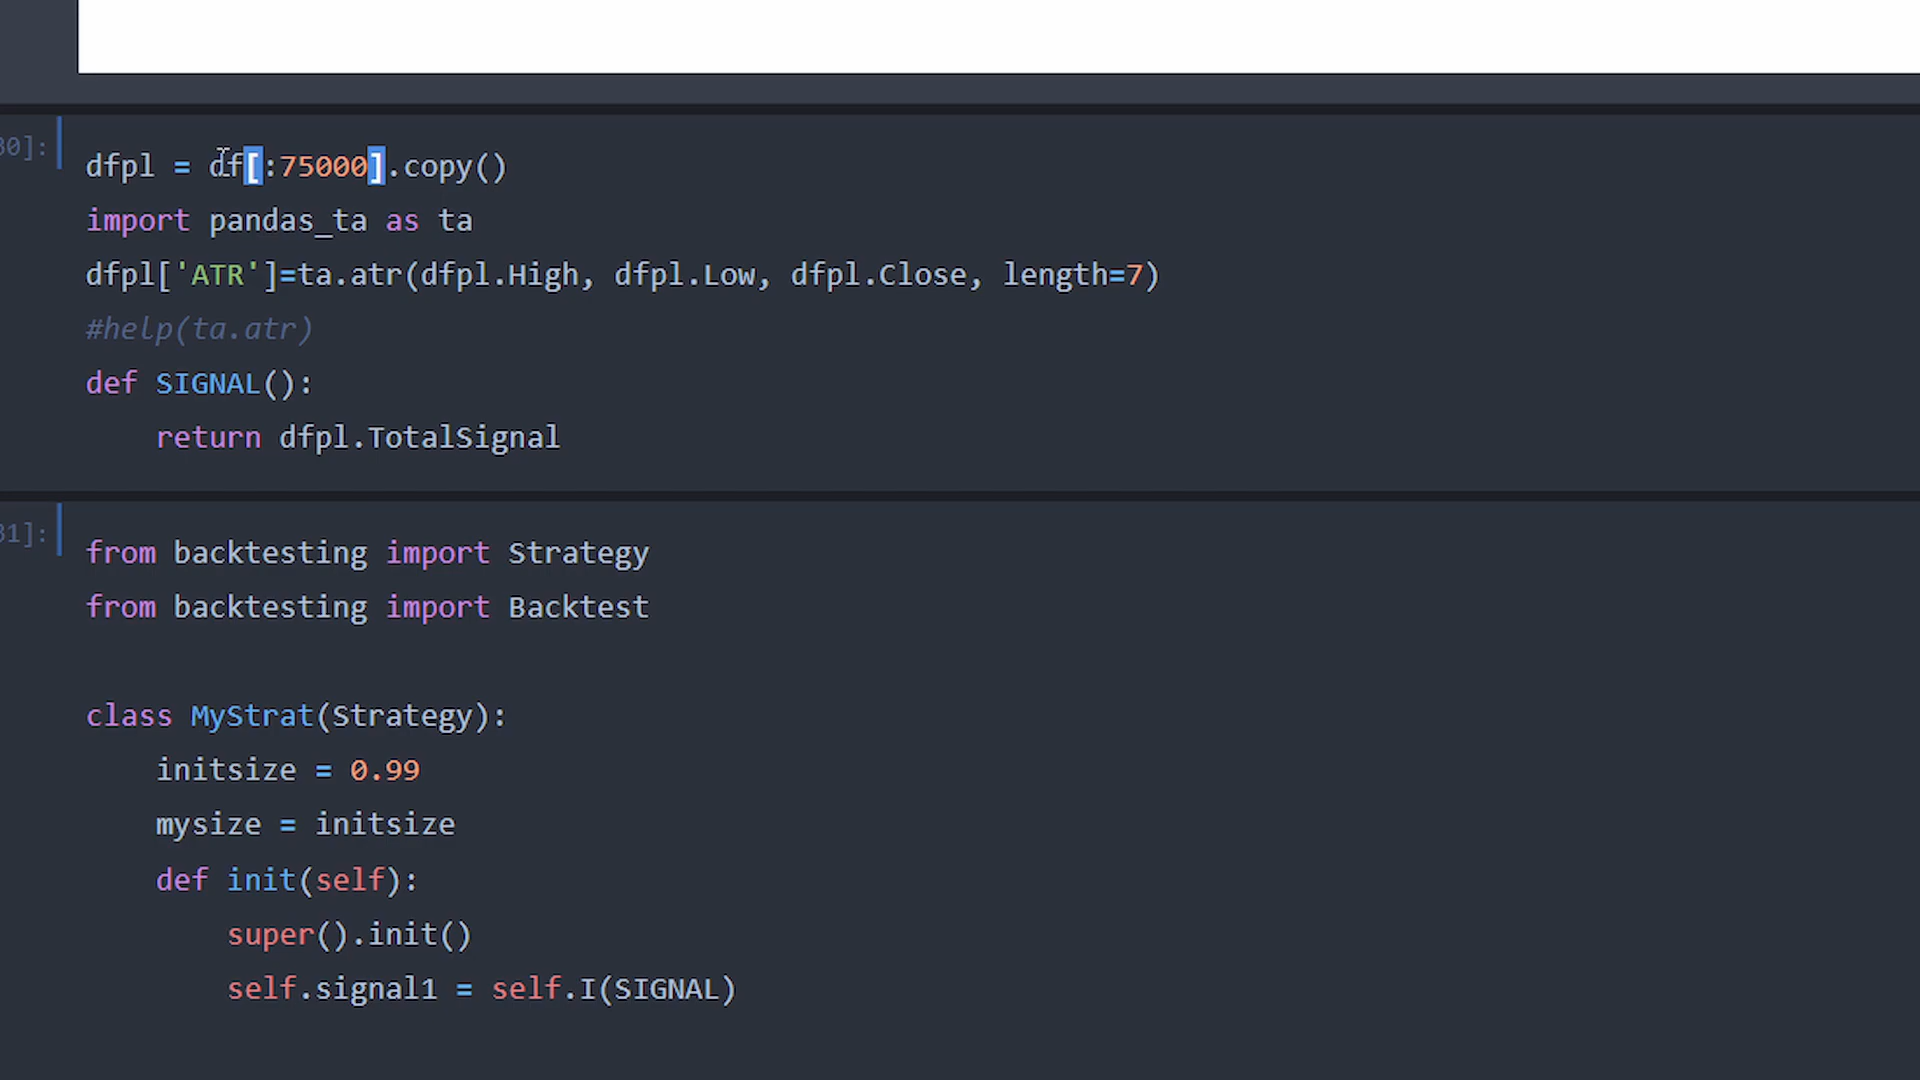 30]:
dfpl = df[:75000].copy()
import pandas_ta as ta
dfpl['ATR']=ta.atr(dfpl.High, dfpl.Low, dfpl.Close, length=7)
#help(ta.atr)
def SIGNAL():
    return dfpl.TotalSignal
31]:
from backtesting import Strategy
from backtesting import Backtest
class MyStrat(Strategy):
    initsize = 0.99
    mysize = initsize
    def init(self):
        super().init()
        self.signal1 = self.I(SIGNAL)